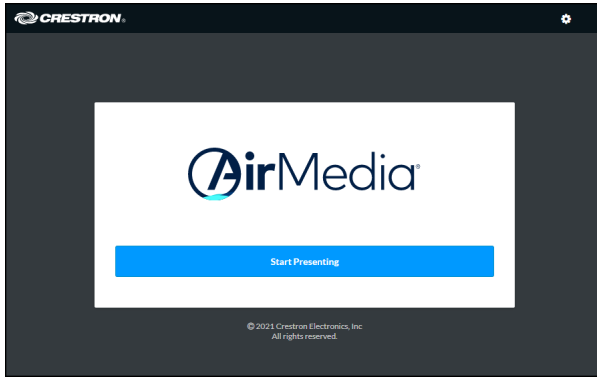 CRESTRON®
AirMedia®
Start Presenting
© 2021 Crestron Electronics, Inc
All rights reserved.